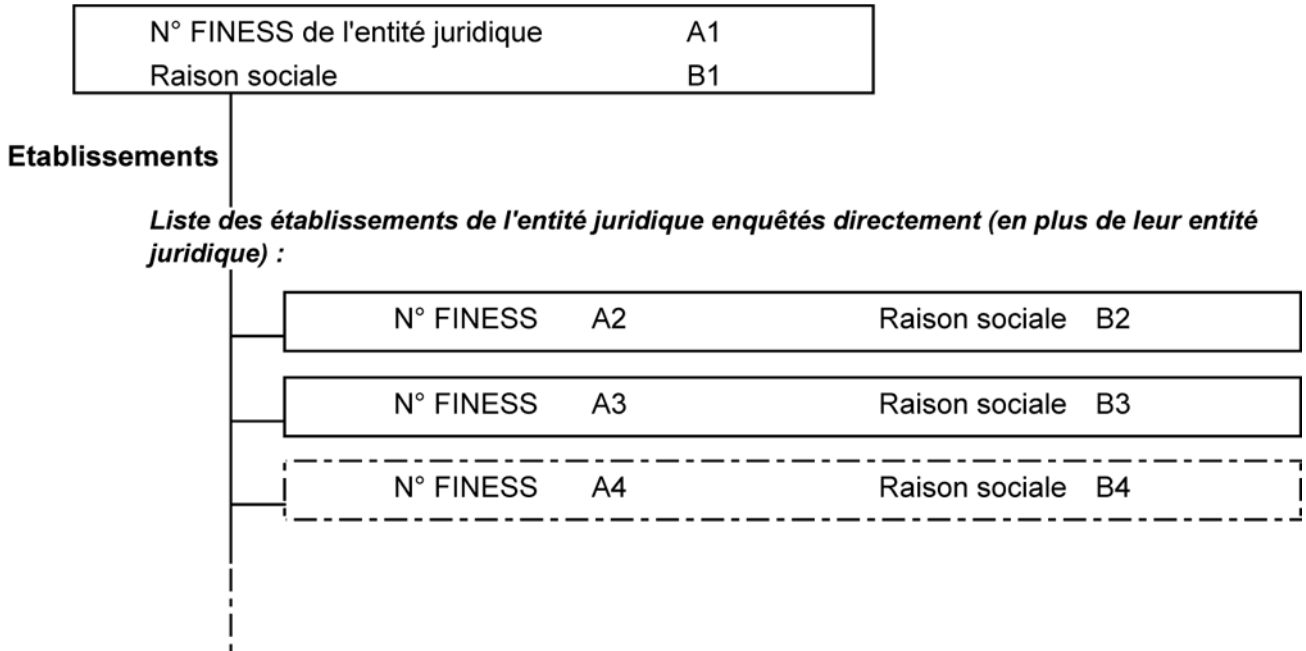 N° FINESS de l'entité juridique A1
Raison sociale B1
Etablissements
Liste des établissements de l'entité juridique enquêtés directement (en plus de leur entité
juridique) :
N° FINESS A2 Raison sociale B2
N° FINESS A3 Raison sociale B3
N° FINESS A4 Raison sociale B4